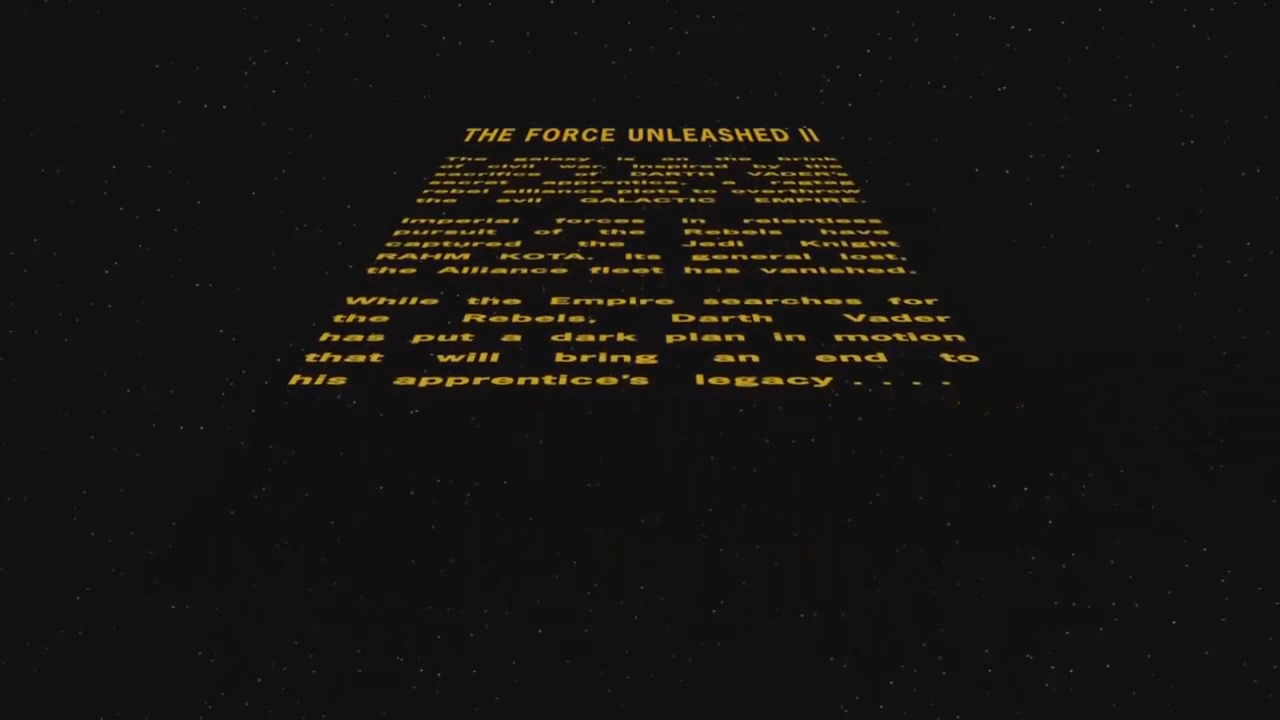 THE FORCE UNLEASHED II
The galaxy is on the brink
of civil war. Inspired by the
sacrifice of DARTH VADER's
secret apprentice, a ragtag
rebel alliance plots to overthrow
the evil GALACTIC EMPIRE.
Imperial forces in relentless
pursuit of the Rebels have
captured the Jedi Knight
RAHM KOTA. Its general lost,
the Alliance fleet has vanished.
While the Empire searches for
the Rebels, Darth Vader
has put a dark plan in motion
that will bring an end to
his apprentice's legacy . . . .